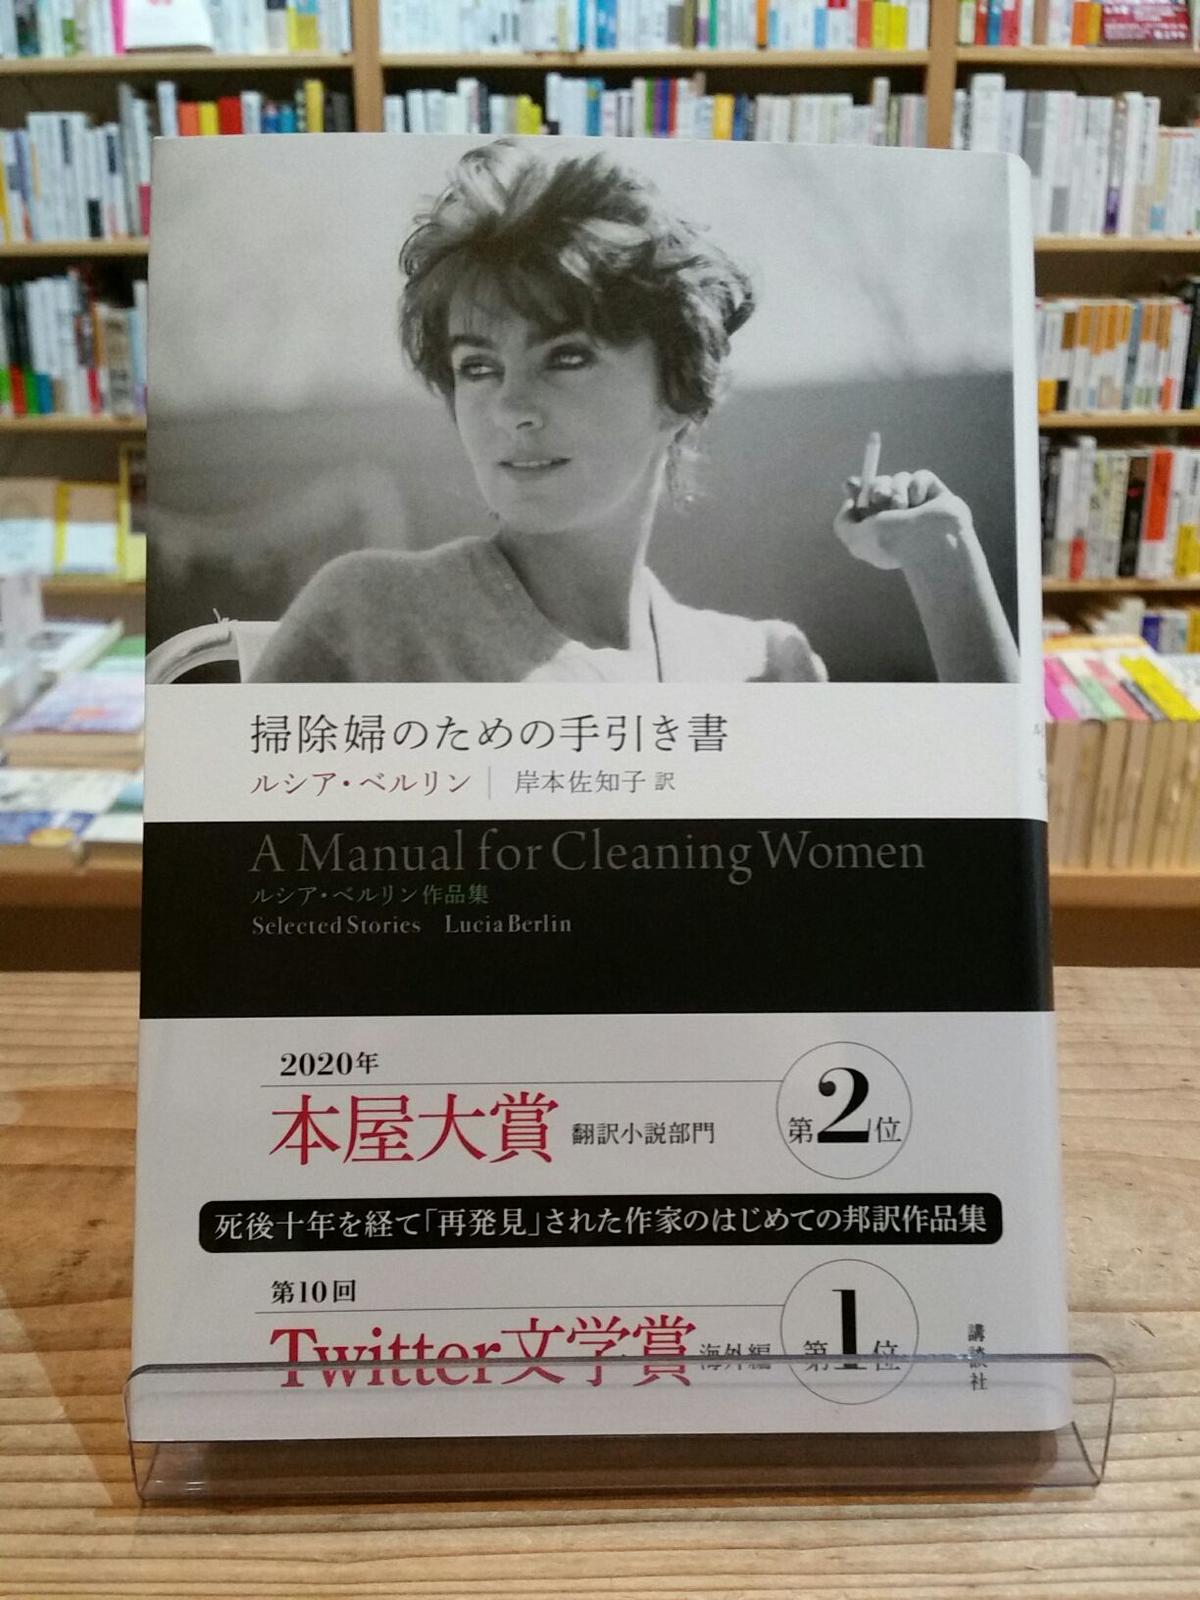 掃除婦のための手引き書
ルシア・ベルリン｜岸本佐知子 訳
A Manual for Cleaning Women
ルシア・ベルリン作品集
Selected Stories Lucia Berlin
2020年
本屋大賞 翻訳小説部門 第2位
死後十年を経て「再発見」された作家のはじめての邦訳作品集
第10回
Twitter文学賞 海外編 第1位
講談社